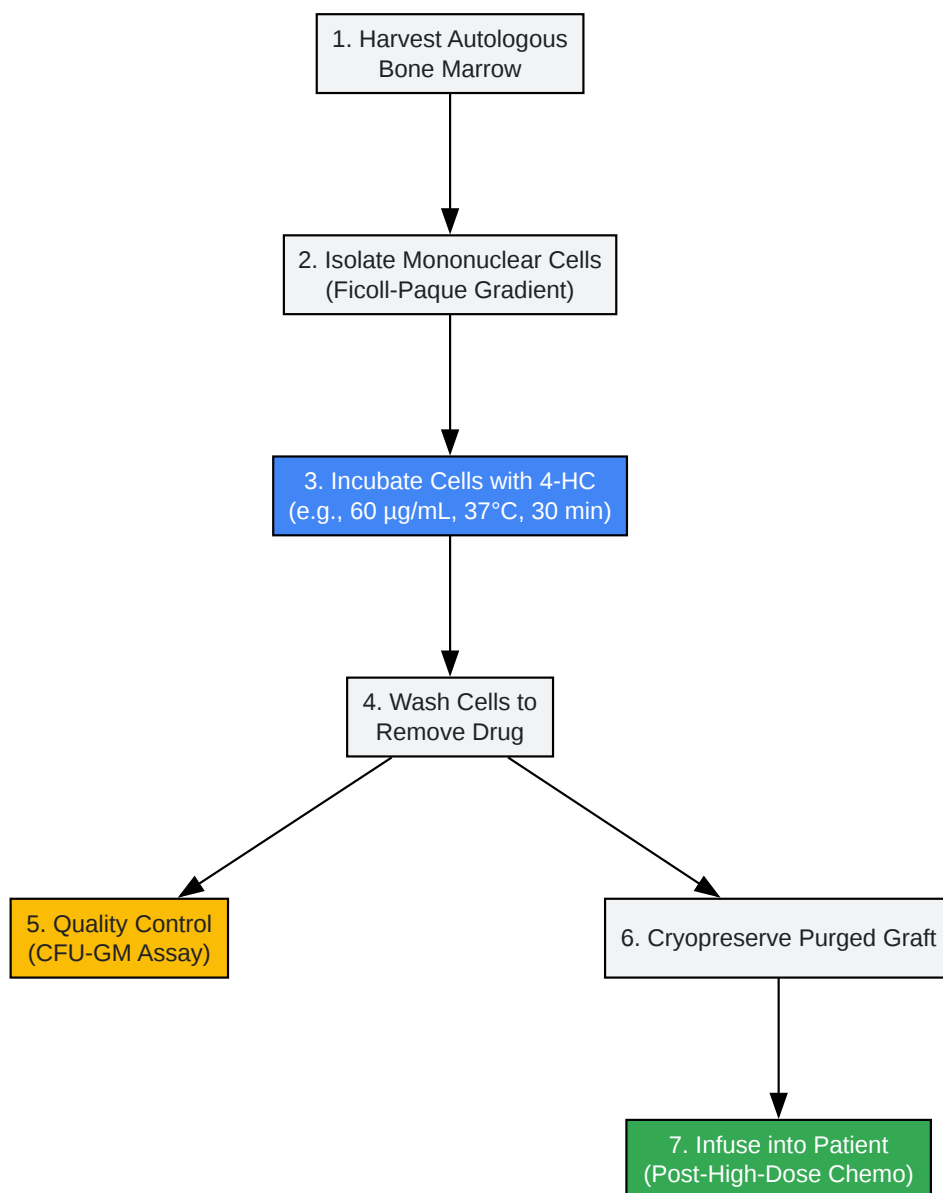 1. Harvest Autologous
Bone Marrow
2. Isolate Mononuclear Cells
(Ficoll-Paque Gradient)
3. Incubate Cells with 4-HC
(e.g., 60 µg/mL, 37°C, 30 min)
4. Wash Cells to
Remove Drug
5. Quality Control
(CFU-GM Assay)
6. Cryopreserve Purged Graft
7. Infuse into Patient
(Post-High-Dose Chemo)